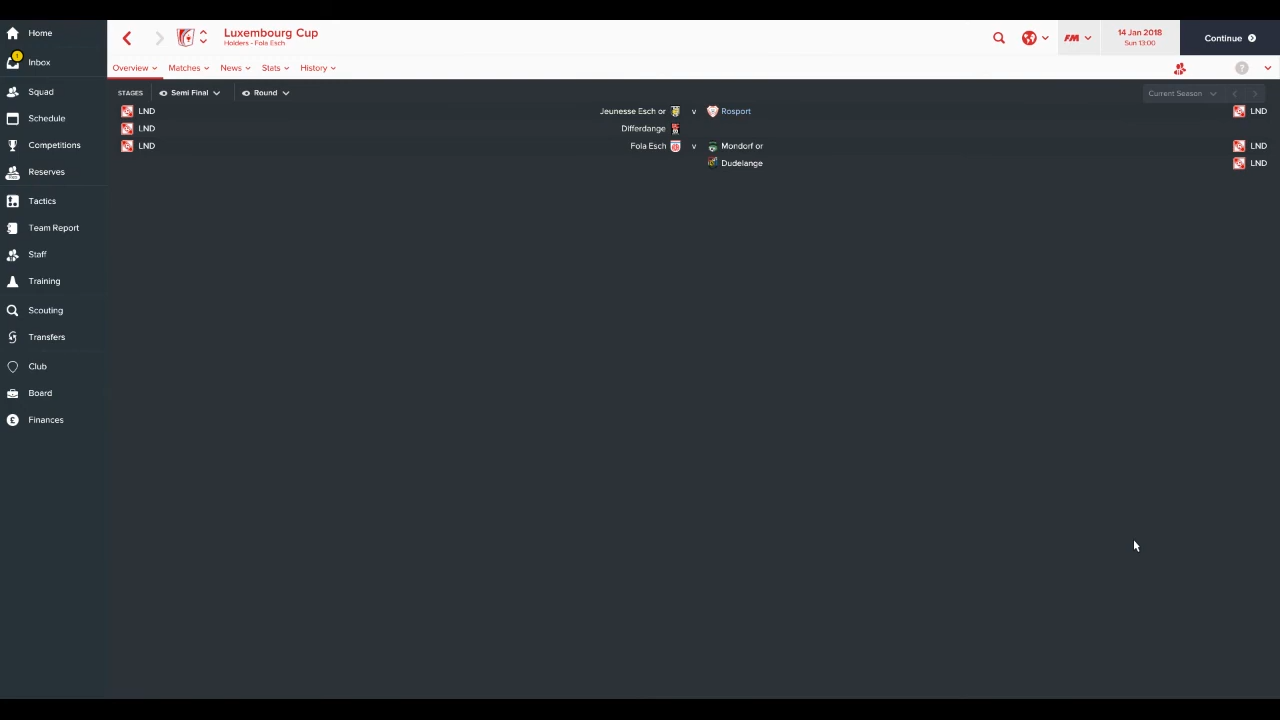 Home
1
Inbox
Squad
Schedule
Competitions
Reserves
Tactics
Team Report
Staff
Training
Scouting
Transfers
Club
Board
Finances
Luxembourg Cup
Holders - Fola Esch
FM
14 Jan 2018
Sun 13:00
Continue
Overview
Matches
News
Stats
History
?
STAGES
Semi Final
Round
Current Season
LND Jeunesse Esch or v Rosport LND
LND Differdange
LND Fola Esch v Mondorf or LND
Dudelange LND